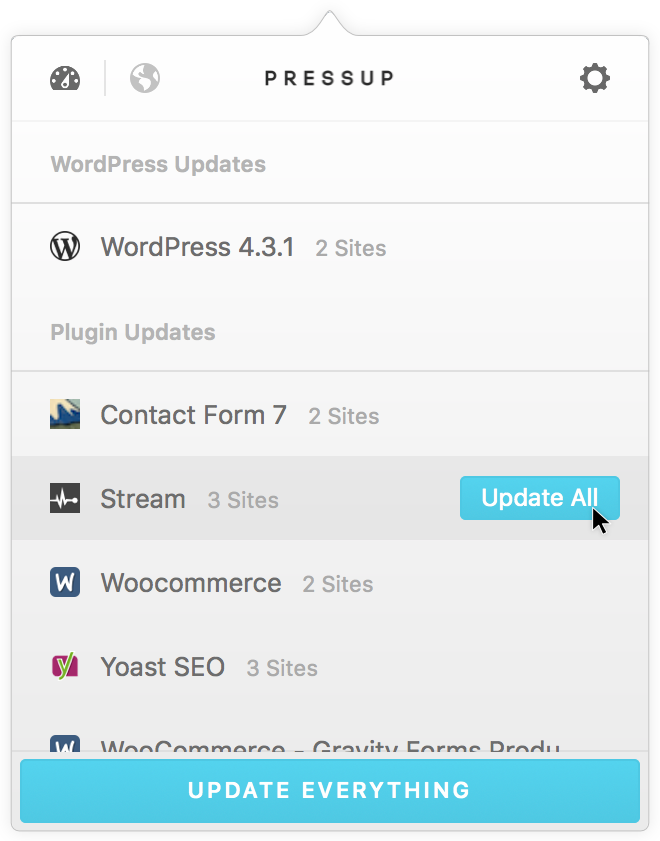 PRESSUP
WordPress Updates
WordPress 4.3.1 2 Sites
Plugin Updates
Contact Form 7 2 Sites
Stream 3 Sites Update All
Woocommerce 2 Sites
Yoast SEO 3 Sites
WooCommerce - Gravity Forms Produ
UPDATE EVERYTHING